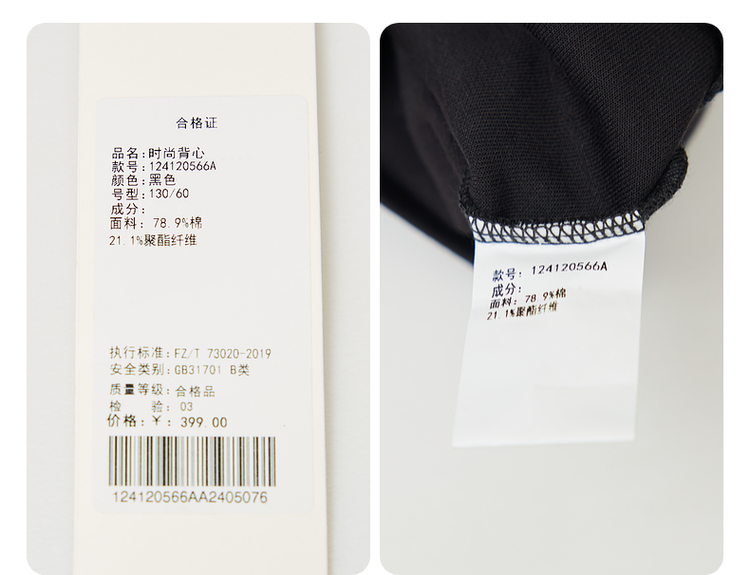 合格证
品名:时尚背心
款号:124120566A
颜色:黑色
号型:130/60
成分:
面料: 78.9%棉
21.1%聚酯纤维
执行标准:FZ/T 73020-2019
安全类别:GB31701 B类
质量等级:合格品
检 验: 03
价格:¥: 399.00
124120566AA2405076
款号: 124120566A
成分:
面料: 78.9%棉
21.1%聚酯纤维